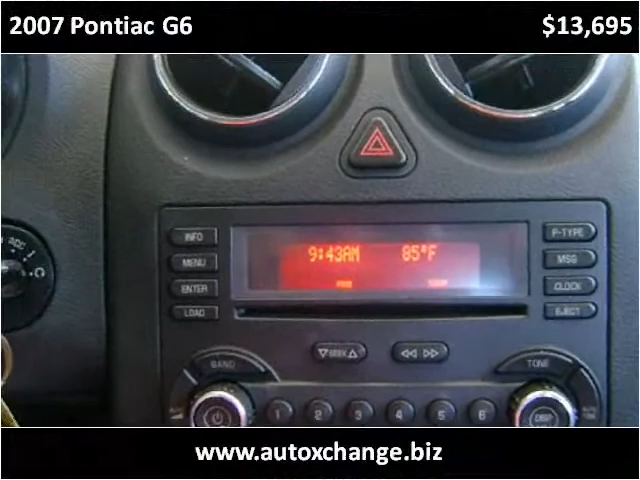 2007 Pontiac G6 $13,695
ACC
INFO P-TYPE
9:43AM 85°F
MENU MSG
ENTER CLOCK
LOAD EJECT
BAND TONE
1 2 3 4 5 6
www.autoxchange.biz